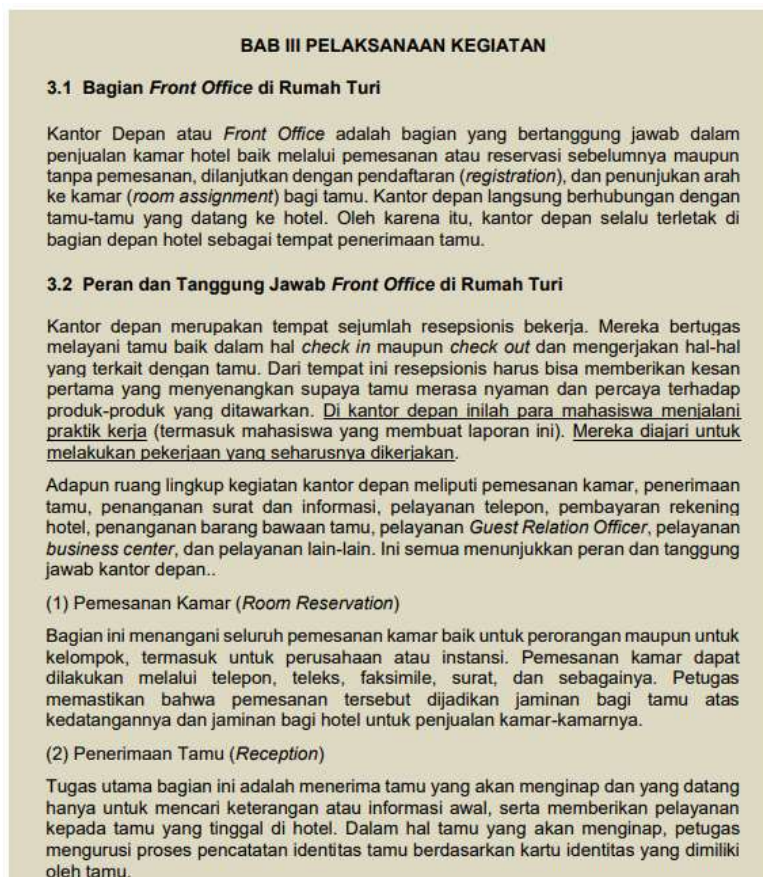 BAB III PELAKSANAAN KEGIATAN
3.1 Bagian Front Office di Rumah Turi
Kantor Depan atau Front Office adalah bagian yang bertanggung jawab dalam
penjualan kamar hotel baik melalui pemesanan atau reservasi sebelumnya maupun
tanpa pemesanan, dilanjutkan dengan pendaftaran (registration), dan penunjukan arah
ke kamar (room assignment) bagi tamu. Kantor depan langsung berhubungan dengan
tamu-tamu yang datang ke hotel. Oleh karena itu, kantor depan selalu terletak di
bagian depan hotel sebagai tempat penerimaan tamu.
3.2 Peran dan Tanggung Jawab Front Office di Rumah Turi
Kantor depan merupakan tempat sejumlah resepsionis bekerja. Mereka bertugas
melayani tamu baik dalam hal check in maupun check out dan mengerjakan hal-hal
yang terkait dengan tamu. Dari tempat ini resepsionis harus bisa memberikan kesan
pertama yang menyenangkan supaya tamu merasa nyaman dan percaya terhadap
produk-produk yang ditawarkan. Di kantor depan inilah para mahasiswa menjalani
praktik kerja (termasuk mahasiswa yang membuat laporan ini). Mereka diajari untuk
melakukan pekerjaan yang seharusnya dikerjakan.
Adapun ruang lingkup kegiatan kantor depan meliputi pemesanan kamar, penerimaan
tamu, penanganan surat dan informasi, pelayanan telepon, pembayaran rekening
hotel, penanganan barang bawaan tamu, pelayanan Guest Relation Officer, pelayanan
business center, dan pelayanan lain-lain. Ini semua menunjukkan peran dan tanggung
jawab kantor depan..
(1) Pemesanan Kamar (Room Reservation)
Bagian ini menangani seluruh pemesanan kamar baik untuk perorangan maupun untuk
kelompok, termasuk untuk perusahaan atau instansi. Pemesanan kamar dapat
dilakukan melalui telepon, teleks, faksimile, surat, dan sebagainya. Petugas
memastikan bahwa pemesanan tersebut dijadikan jaminan bagi tamu atas
kedatangannya dan jaminan bagi hotel untuk penjualan kamar-kamarnya.
(2) Penerimaan Tamu (Reception)
Tugas utama bagian ini adalah menerima tamu yang akan menginap dan yang datang
hanya untuk mencari keterangan atau informasi awal, serta memberikan pelayanan
kepada tamu yang tinggal di hotel. Dalam hal tamu yang akan menginap, petugas
mengurusi proses pencatatan identitas tamu berdasarkan kartu identitas yang dimiliki
oleh tamu.